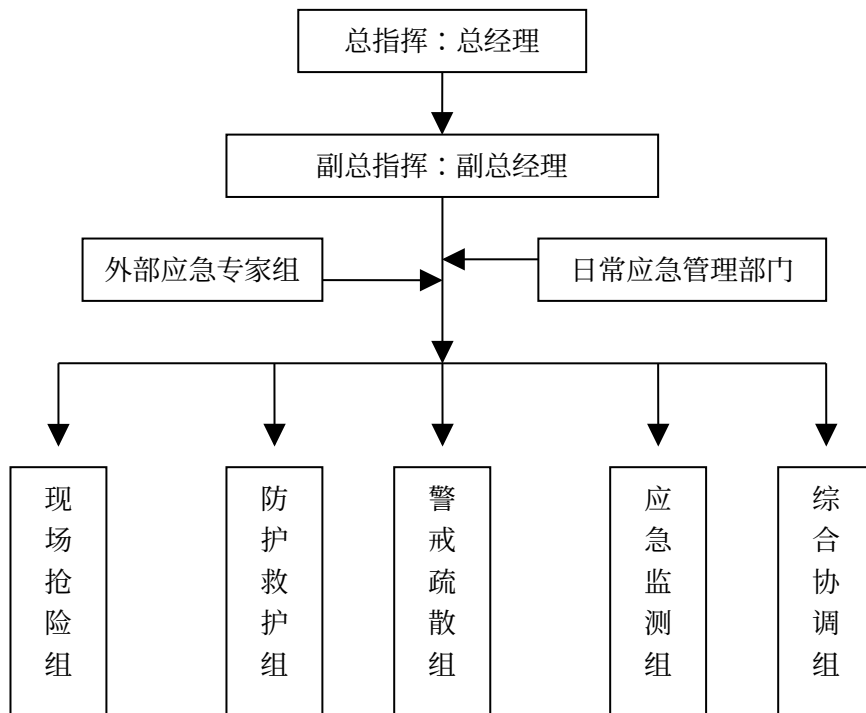 总指挥：总经理
副总指挥：副总经理
外部应急专家组
日常应急管理部门
现场抢险组
防护救护组
警戒疏散组
应急监测组
综合协调组